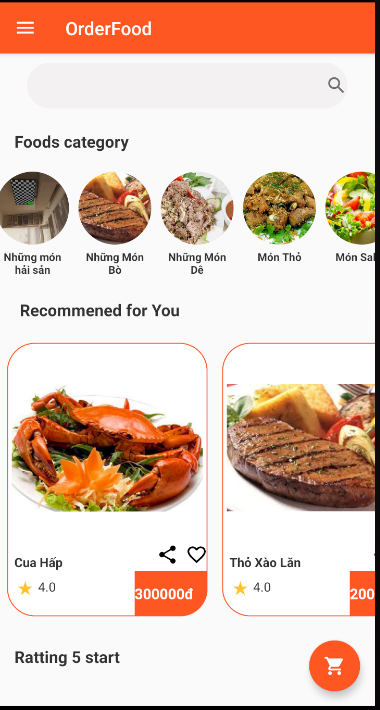 OrderFood
Foods category
Những món
hải sản
Những Món
Bò
Những Món
Dê
Món Thỏ
Món Sal
Recommened for You
Cua Hấp
4.0
300000đ
Thỏ Xào Lăn
4.0
200
Ratting 5 start